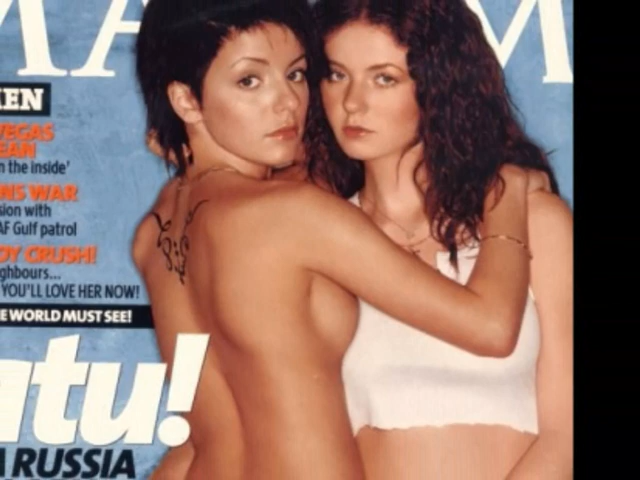 MA M
EN
VEGAS
EAN
n the inside'
NS WAR
sion with
AF Gulf patrol
DY CRUSH!
ghbours...
YOU'LL LOVE HER NOW!
E WORLD MUST SEE!
atu!
RUSSIA